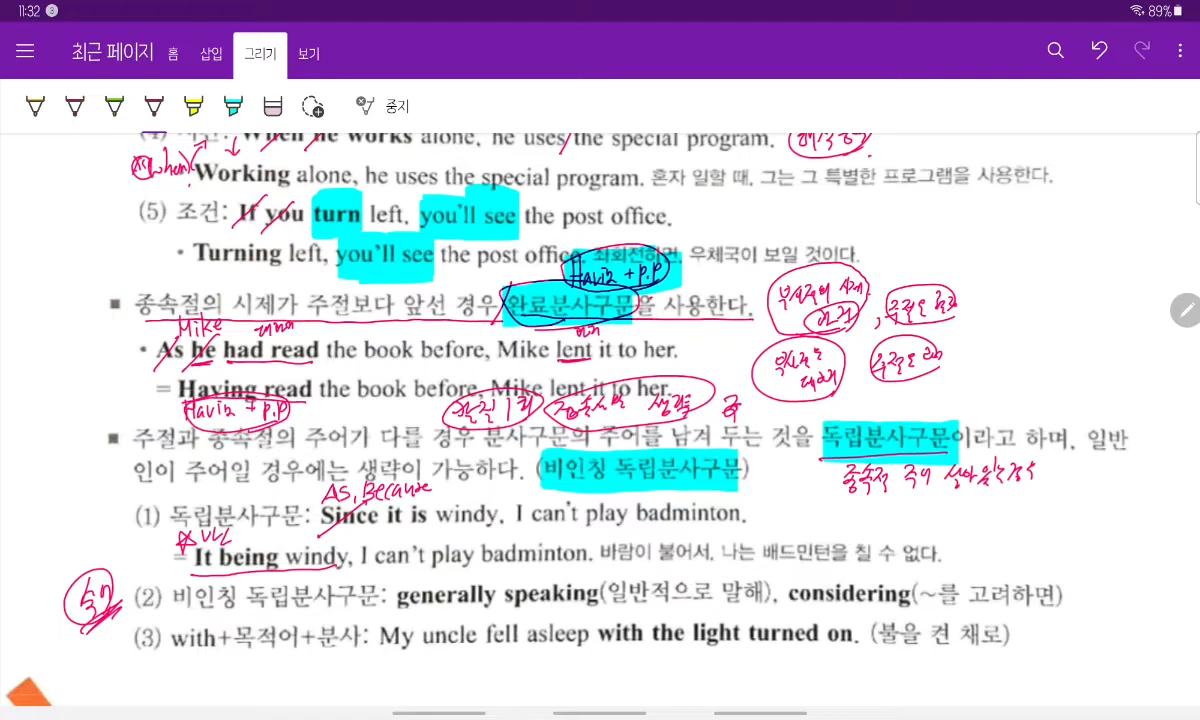 11:32 3 89%
최근 페이지 홈 삽입 그리기 보기
중지
When he works alone, he uses the special program.
when Working alone, he uses the special program. 혼자 일할 때, 그는 그 특별한 프로그램을 사용한다.
(5) 조건: If you turn left, you'll see the post office.
• Turning left, you'll see the post office. 좌회전하면, 우체국이 보일 것이다.
Having + p.p
■ 종속절의 시제가 주절보다 앞선 경우 완료분사구문을 사용한다.
Mike
• As he had read the book before, Mike lent it to her.
= Having read the book before, Mike lent it to her.
Having + p.p
■ 주절과 종속절의 주어가 다를 경우 분사구문의 주어를 남겨 두는 것을 독립분사구문이라고 하며, 일반
인이 주어일 경우에는 생략이 가능하다. (비인칭 독립분사구문)
As, Because
(1) 독립분사구문: Since it is windy, I can't play badminton.
= It being windy, I can't play badminton. 바람이 불어서, 나는 배드민턴을 칠 수 없다.
(2) 비인칭 독립분사구문: generally speaking(일반적으로 말해), considering(~를 고려하면)
(3) with+목적어+분사: My uncle fell asleep with the light turned on. (불을 켠 채로)